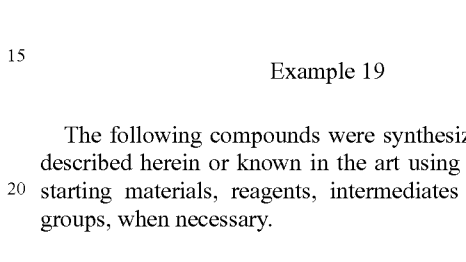 15
Example 19
The following compounds were
described herein or known in the art using
20 starting materials, reagents, intermediates
groups, when necessary.